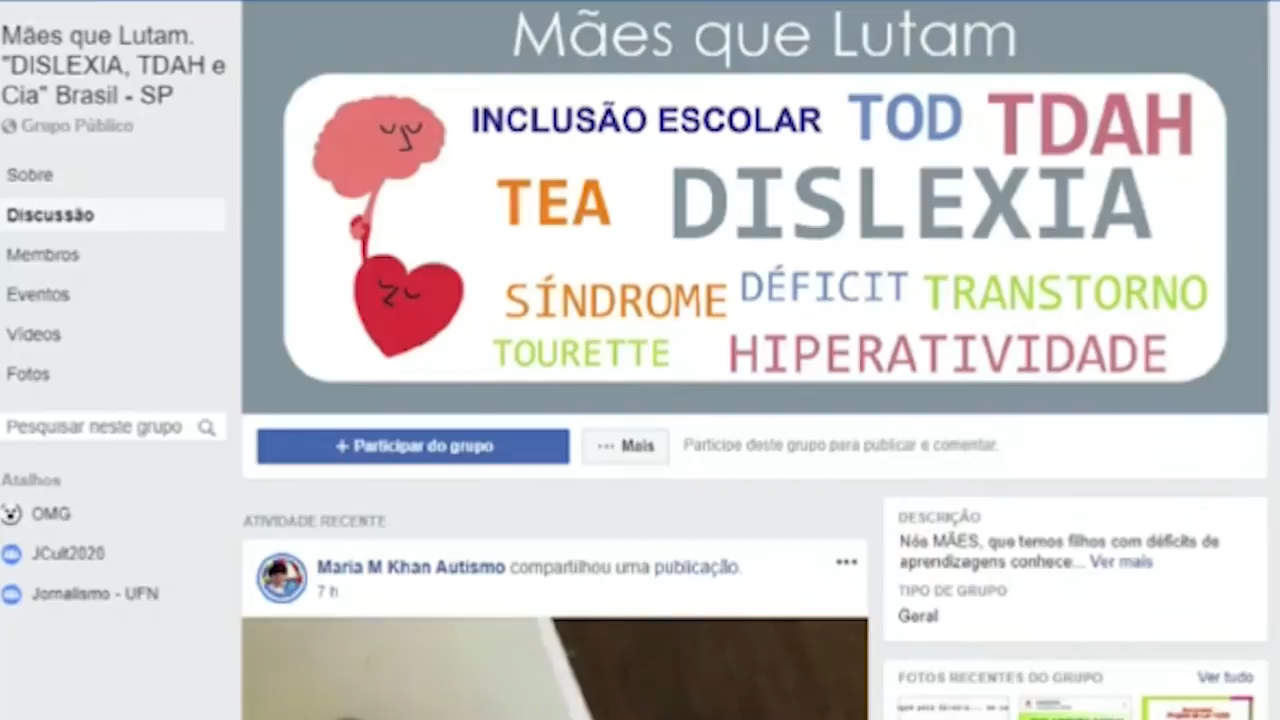 Mães que Lutam.
"DISLEXIA, TDAH e
Cia" Brasil - SP
Grupo Público
Sobre
Discussão
Membros
Eventos
Vídeos
Fotos
Pesquisar neste grupo
Atalhos
OMG
JCult2020
Jornalismo - UFN
Mães que Lutam
INCLUSÃO ESCOLAR TOD TDAH
TEA DISLEXIA
SÍNDROME DÉFICIT TRANSTORNO
TOURETTE HIPERATIVIDADE
+ Participar do grupo
··· Mais
Participe deste grupo para publicar e comentar.
ATIVIDADE RECENTE
Maria M Khan Autismo compartilhou uma publicação.
7 h
DESCRIÇÃO
Nós MÃES, que temos filhos com déficits de
aprendizagens conhece... Ver mais
TIPO DE GRUPO
Geral
FOTOS RECENTES DO GRUPO Ver tudo